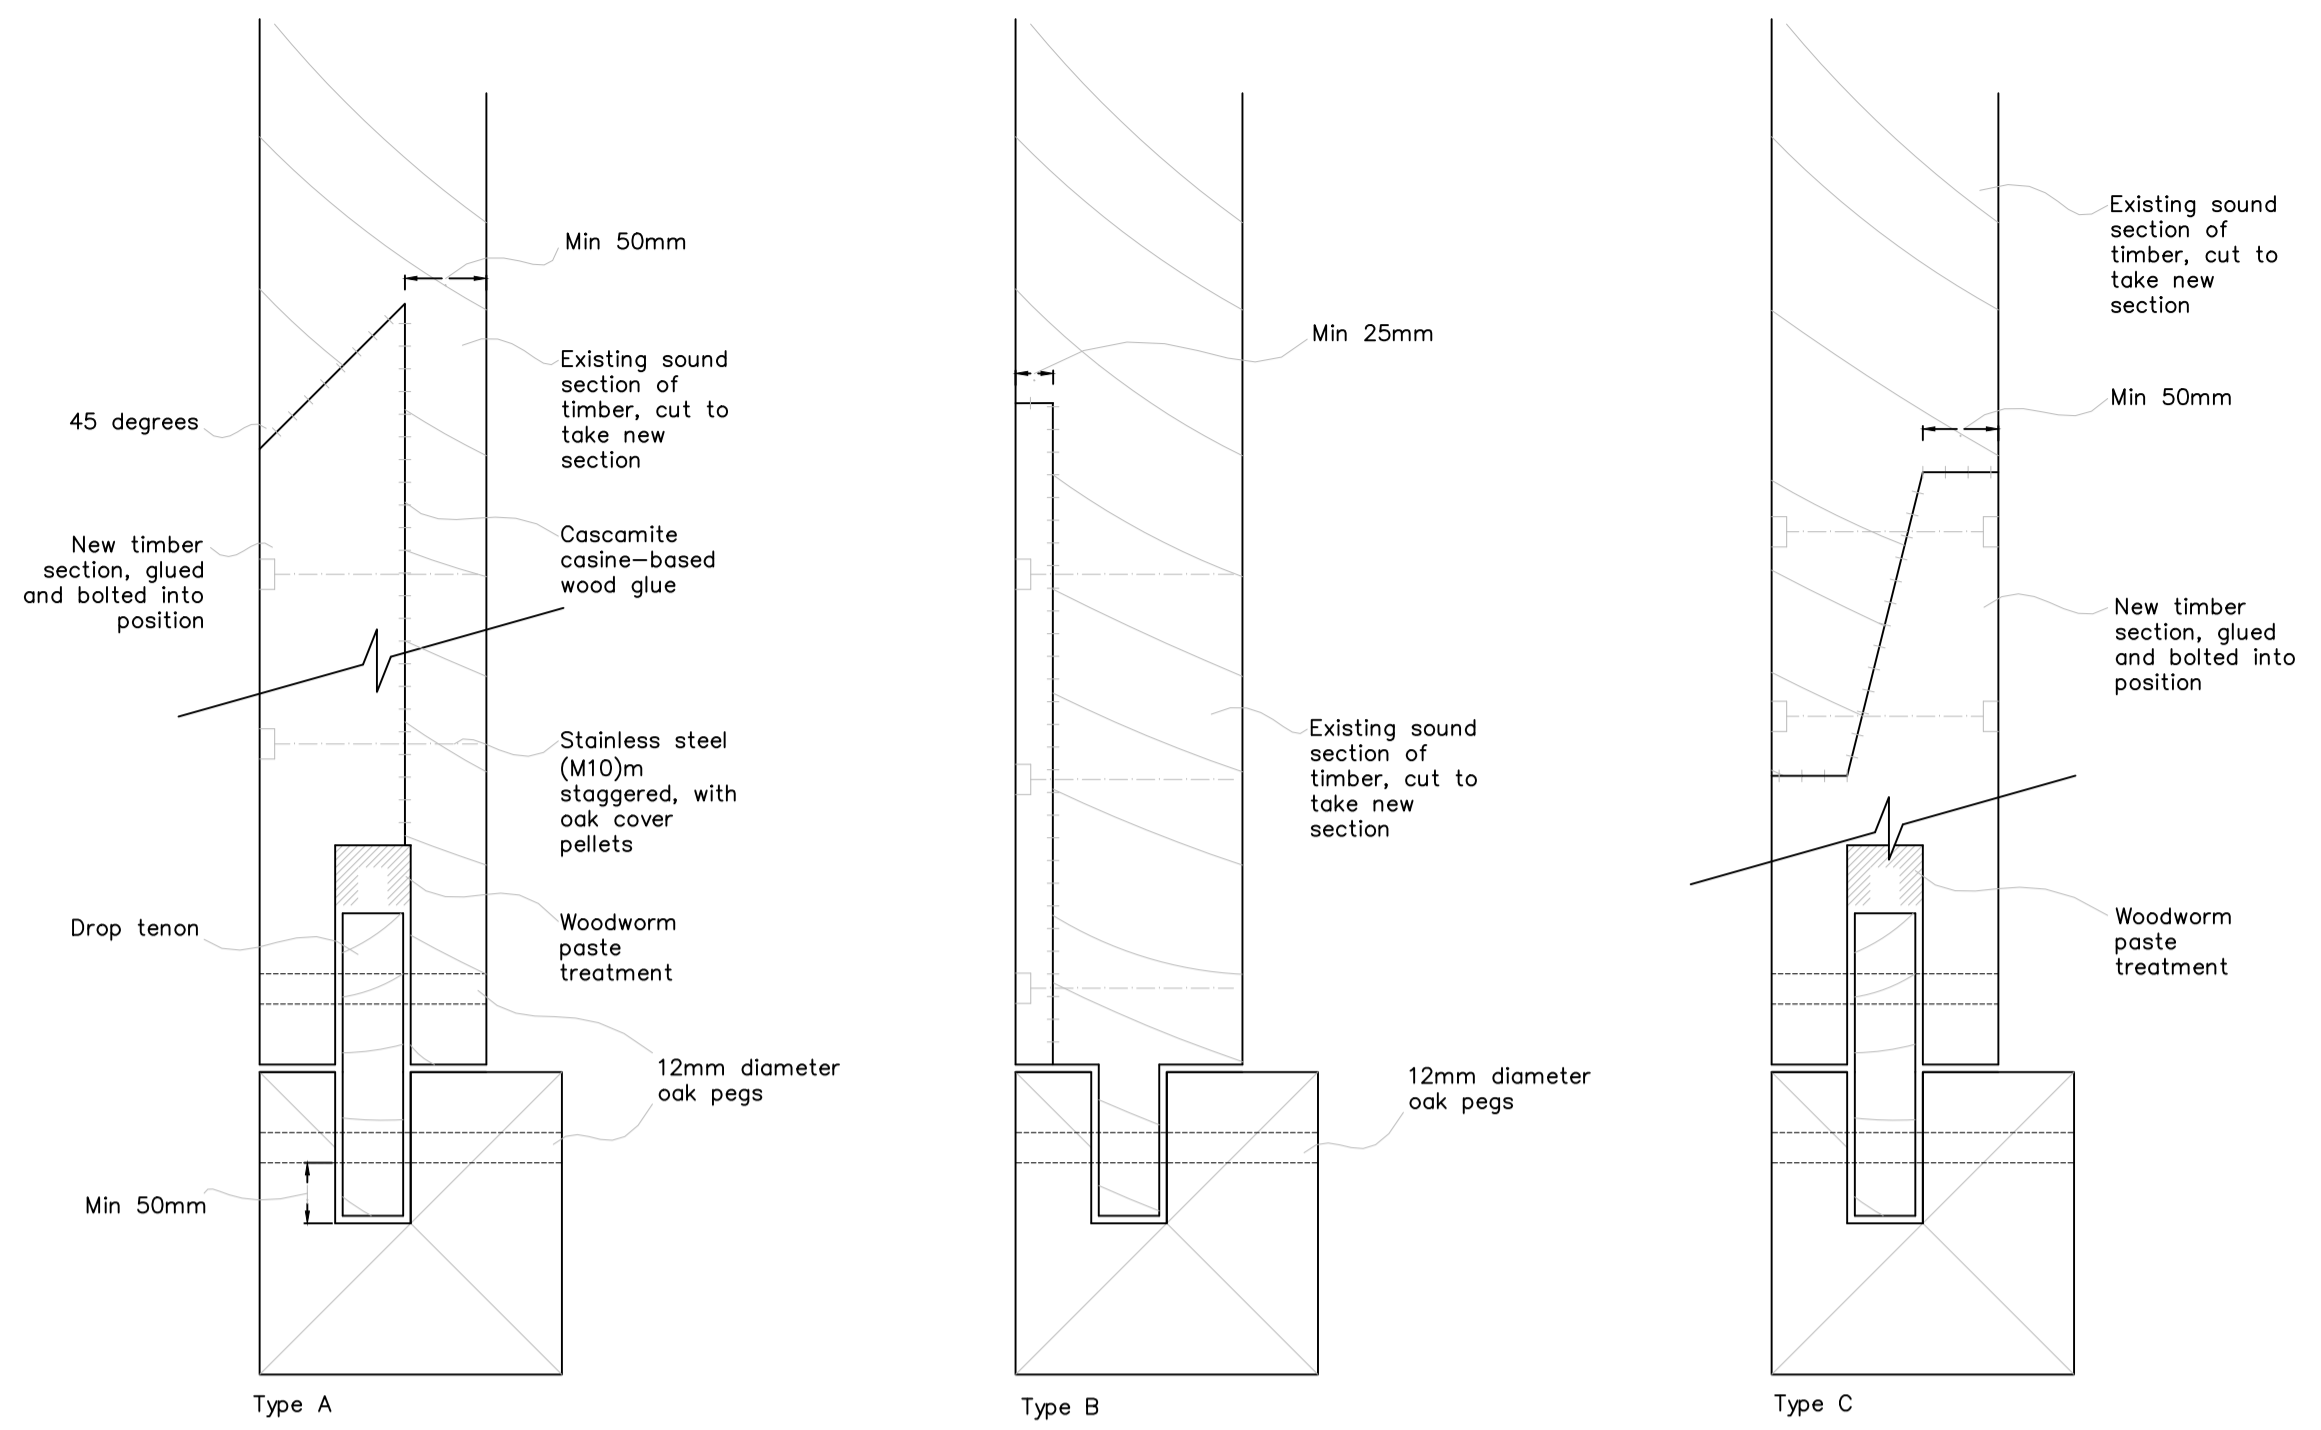 Min 50mm
Existing sound
section of
timber, cut to
take new
section
45 degrees
Cascamite
casine-based
wood glue
New timber
section, glued
and bolted into
position
Stainless steel
(M10)m
staggered, with
oak cover
pellets
Woodworm
paste
treatment
Drop tenon
12mm diameter
oak pegs
Min 50mm
Type A
Min 25mm
Existing sound
section of
timber, cut to
take new
section
12mm diameter
oak pegs
Type B
Existing sound
section of
timber, cut to
take new
section
Min 50mm
New timber
section, glued
and bolted into
position
Woodworm
paste
treatment
Type C